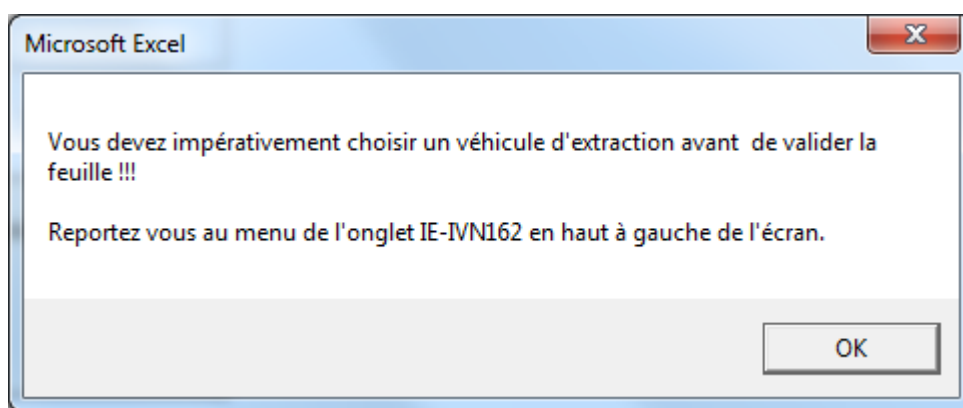 Microsoft Excel
Vous devez impérativement choisir un véhicule d'extraction avant  de valider la
feuille !!!
Reportez vous au menu de l'onglet IE-IVN162 en haut à gauche de l'écran.
OK